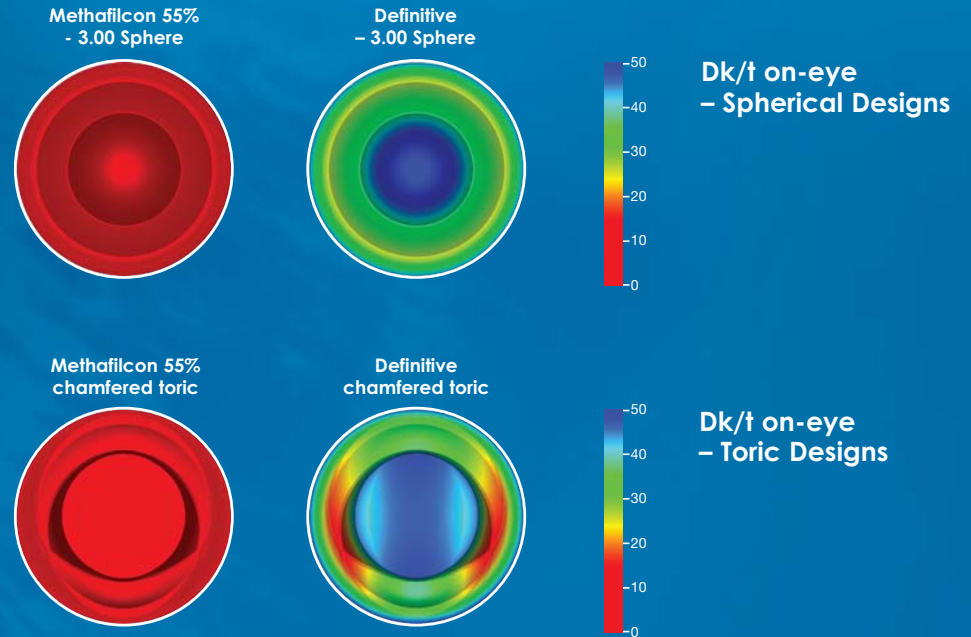 Methafilcon 55%
- 3.00 Sphere
Definitive
– 3.00 Sphere
50
40
30
20
10
0
Dk/t on-eye
– Spherical Designs
Methafilcon 55%
chamfered toric
Definitive
chamfered toric
50
40
30
20
10
0
Dk/t on-eye
– Toric Designs